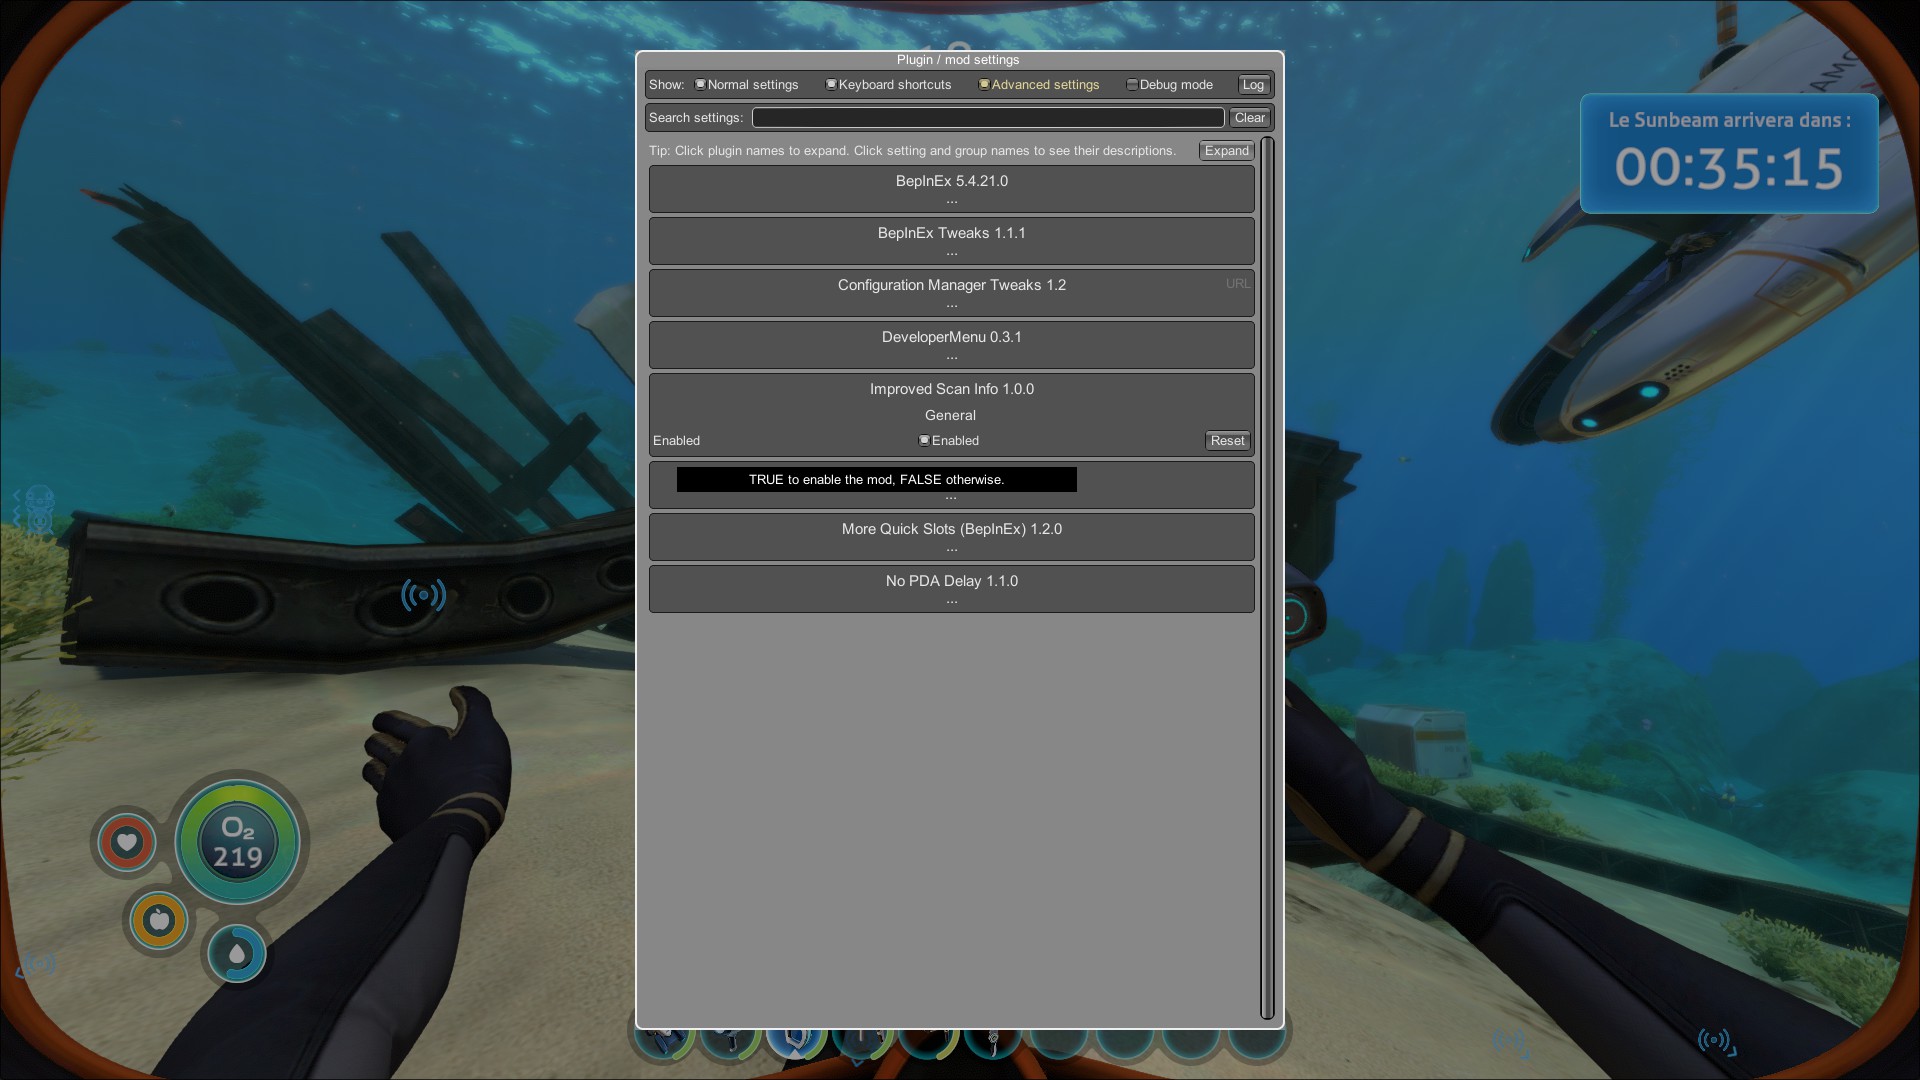 Plugin / mod settings
Show: Normal settings Keyboard shortcuts Advanced settings Debug mode Log
Search settings: Clear
Tip: Click plugin names to expand. Click setting and group names to see their descriptions. Expand
BepInEx 5.4.21.0
...
BepInEx Tweaks 1.1.1
...
Configuration Manager Tweaks 1.2 URL
...
DeveloperMenu 0.3.1
...
Improved Scan Info 1.0.0
General
Enabled Enabled Reset
TRUE to enable the mod, FALSE otherwise.
...
More Quick Slots (BepInEx) 1.2.0
...
No PDA Delay 1.1.0
...
Le Sunbeam arrivera dans :
00:35:15
O₂
219